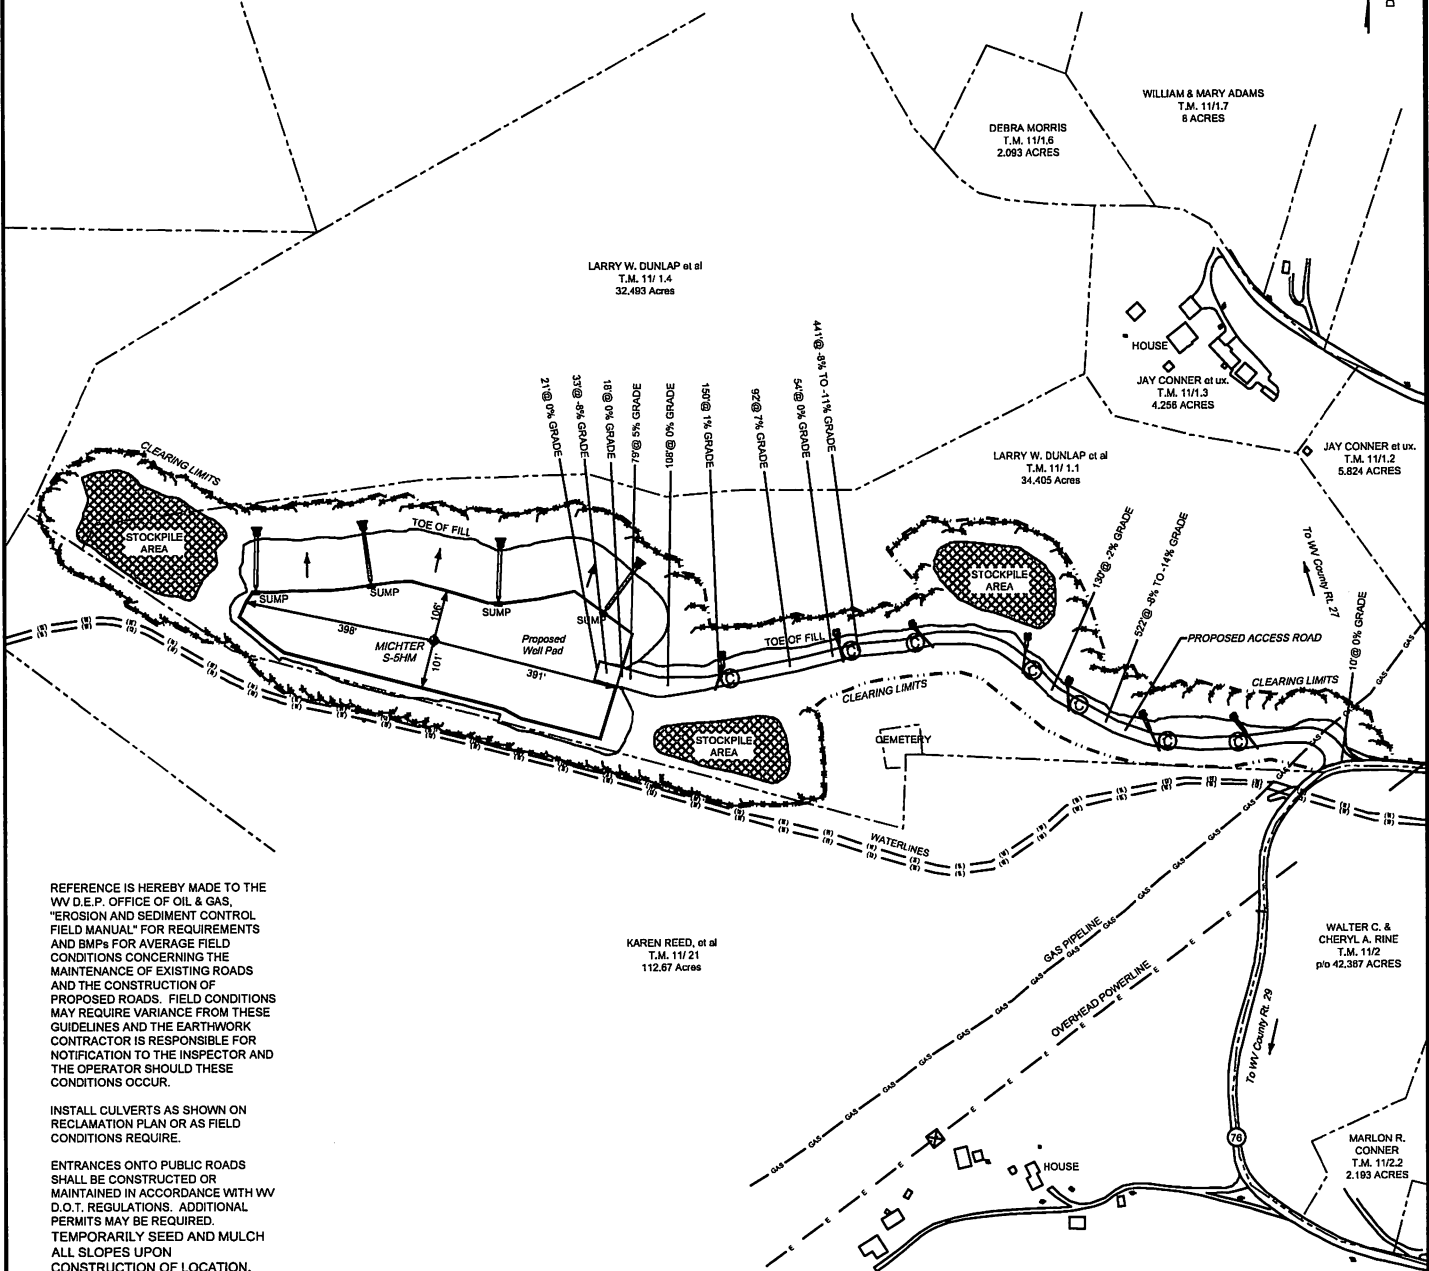 D
WILLIAM & MARY ADAMS
T.M. 11/1.7
8 ACRES
DEBRA MORRIS
T.M. 11/1.6
2.093 ACRES
LARRY W. DUNLAP et al
T.M. 11/ 1.4
32.493 Acres
HOUSE
JAY CONNER et ux.
T.M. 11/1.3
4.256 ACRES
JAY CONNER et ux.
T.M. 11/1.2
5.824 ACRES
LARRY W. DUNLAP et al
T.M. 11/ 1.1
34.405 Acres
21'@ 0% GRADE
33'@ -8% GRADE
18'@ 0% GRADE
79'@ 5% GRADE
108'@ 0% GRADE
150'@ 1% GRADE
92'@ 7% GRADE
54'@ 0% GRADE
441'@ -8% TO -11% GRADE
130'@ -2% GRADE
522'@ -8% TO -14% GRADE
10'@ 0% GRADE
To WV County Rt. 27
CLEARING LIMITS
STOCKPILE
AREA
TOE OF FILL
SUMP
SUMP
SUMP
SUMP
398'
106'
MICHTER
S-5HM
101'
Proposed
Well Pad
391'
TOE OF FILL
STOCKPILE
AREA
PROPOSED ACCESS ROAD
CLEARING LIMITS
CLEARING LIMITS
STOCKPILE
AREA
CEMETERY
C
C
C
C
C
C
C
WATERLINES
GAS
GAS
GAS
GAS PIPELINE
OVERHEAD POWERLINE
E
E
KAREN REED, et al
T.M. 11/ 21
112.67 Acres
WALTER C. &
CHERYL A. RINE
T.M. 11/2
p/o 42.387 ACRES
To WV County Rt. 29
76
MARLON R.
CONNER
T.M. 11/2.2
2.193 ACRES
HOUSE
REFERENCE IS HEREBY MADE TO THE
WV D.E.P. OFFICE OF OIL & GAS,
"EROSION AND SEDIMENT CONTROL
FIELD MANUAL" FOR REQUIREMENTS
AND BMPs FOR AVERAGE FIELD
CONDITIONS CONCERNING THE
MAINTENANCE OF EXISTING ROADS
AND THE CONSTRUCTION OF
PROPOSED ROADS. FIELD CONDITIONS
MAY REQUIRE VARIANCE FROM THESE
GUIDELINES AND THE EARTHWORK
CONTRACTOR IS RESPONSIBLE FOR
NOTIFICATION TO THE INSPECTOR AND
THE OPERATOR SHOULD THESE
CONDITIONS OCCUR.
INSTALL CULVERTS AS SHOWN ON
RECLAMATION PLAN OR AS FIELD
CONDITIONS REQUIRE.
ENTRANCES ONTO PUBLIC ROADS
SHALL BE CONSTRUCTED OR
MAINTAINED IN ACCORDANCE WITH WV
D.O.T. REGULATIONS. ADDITIONAL
PERMITS MAY BE REQUIRED.
TEMPORARILY SEED AND MULCH
ALL SLOPES UPON
CONSTRUCTION OF LOCATION.